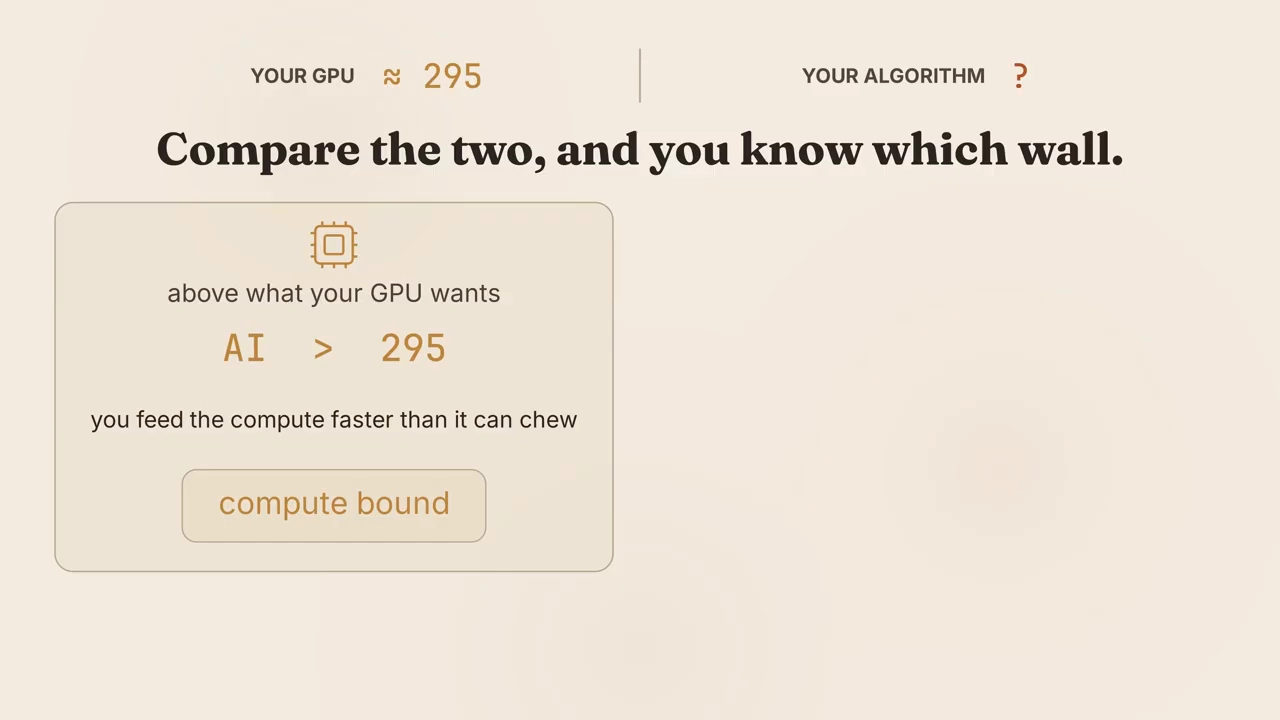 YOUR GPU ≈ 295
YOUR ALGORITHM ?
Compare the two, and you know which wall.
above what your GPU wants
AI > 295
you feed the compute faster than it can chew
compute bound